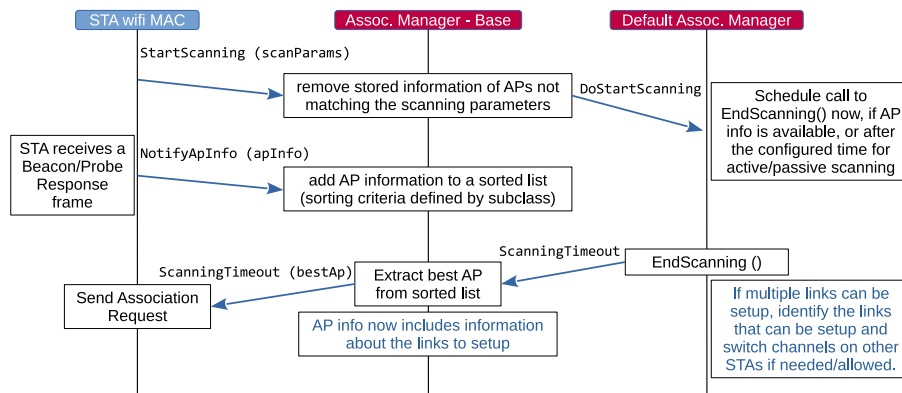 STA wifi MAC
Assoc. Manager - Base
Default Assoc. Manager
StartScanning (scanParams)
remove stored information of APs not
matching the scanning parameters
DoStartScanning
Schedule call to
EndScanning() now, if AP
info is available, or after
the configured time for
active/passive scanning
STA receives a
Beacon/Probe
Response
frame
NotifyApInfo (apInfo)
add AP information to a sorted list
(sorting criteria defined by subclass)
ScanningTimeout
EndScanning ()
ScanningTimeout (bestAp)
Extract best AP
from sorted list
Send Association
Request
AP info now includes information
about the links to setup
If multiple links can be
setup, identify the links
that can be setup and
switch channels on other
STAs if needed/allowed.